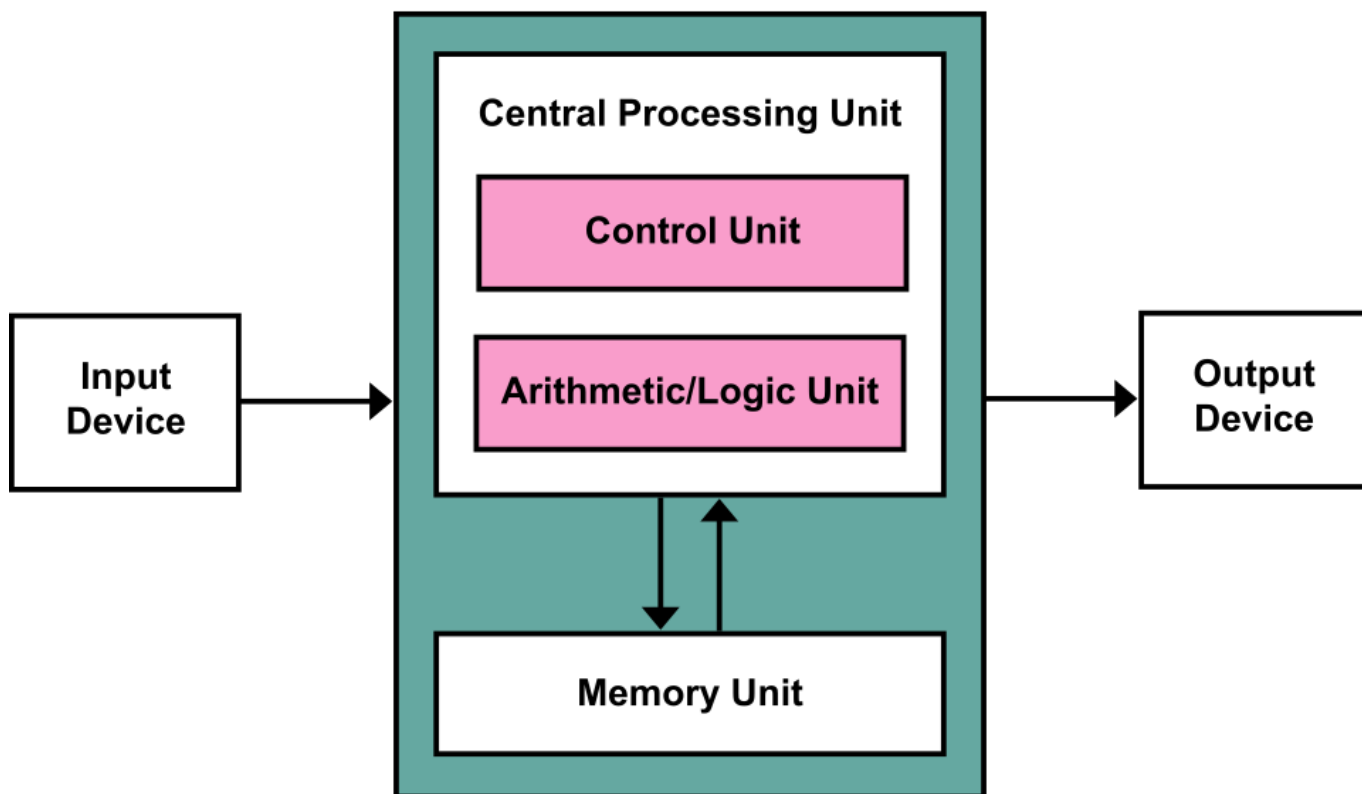 Central Processing Unit
Control Unit
Arithmetic/Logic Unit
Input
Device
Output
Device
Memory Unit